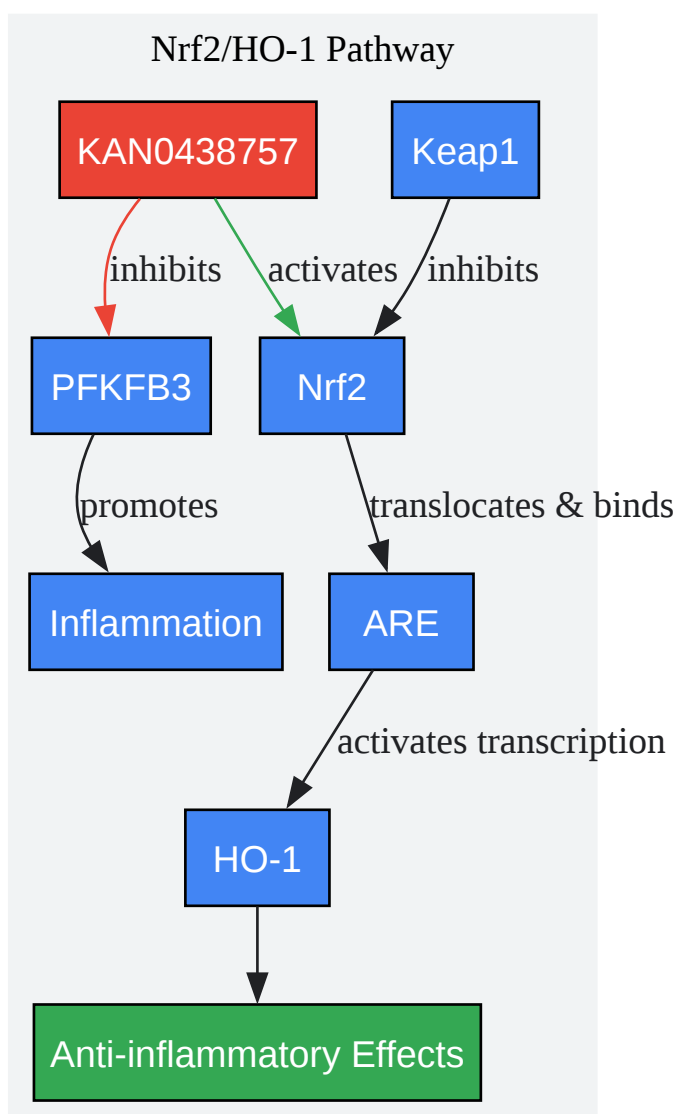 Nrf2/HO-1 Pathway
KAN0438757
Keap1
inhibits
activates
inhibits
PFKFB3
Nrf2
promotes
translocates & binds
Inflammation
ARE
activates transcription
HO-1
Anti-inflammatory Effects